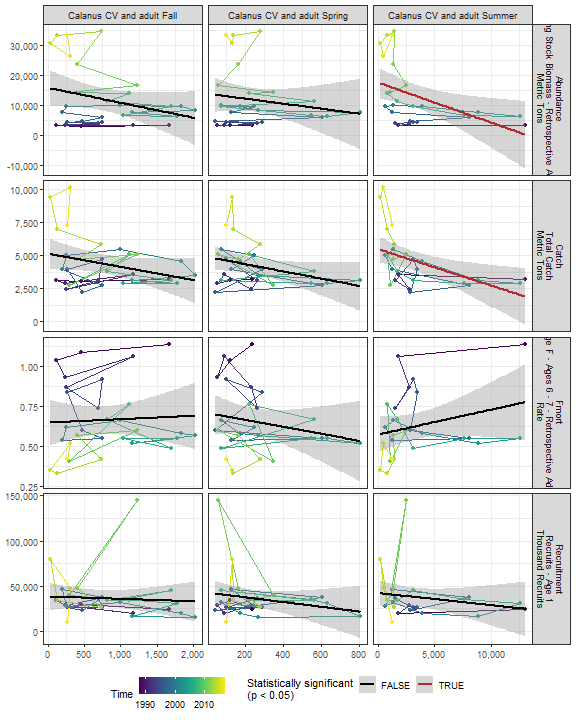 Calanus CV and adult Fall
Calanus CV and adult Spring
Calanus CV and adult Summer
30,000
20,000
10,000
0
-10,000
Abundance
Stock Biomass - Retrospective
Metric Tons
10,000
7,500
5,000
2,500
0
Catch
Total Catch
Metric Tons
1.00
0.75
0.50
0.25
Fmort
F - Ages 6 - 7 - Retrospective
Rate
150,000
100,000
50,000
0
Recruitment
Recruits - Age 1
Thousand Recruits
0 500 1,000 1,500 2,000
200 400 600 800
0 5,000 10,000
Time
1990 2000 2010
Statistically significant
(p < 0.05)
FALSE
TRUE